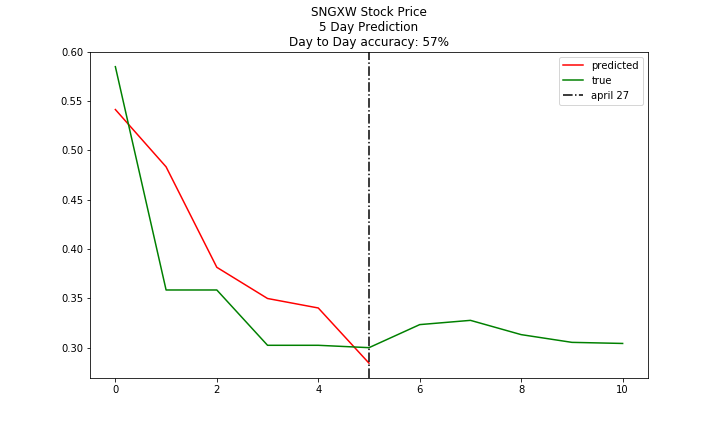 SNGXW Stock Price
5 Day Prediction
Day to Day accuracy: 57%
predicted
true
april 27
0.60
0.55
0.50
0.45
0.40
0.35
0.30
0
2
4
6
8
10